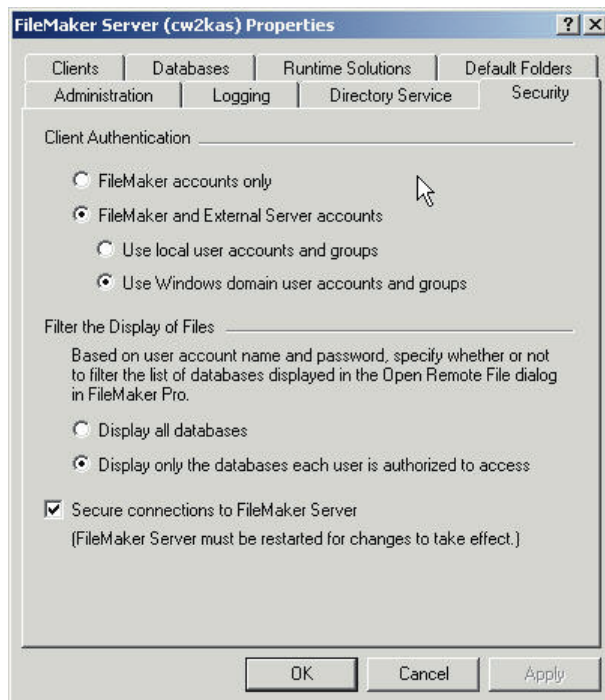 FileMaker Server (cw2kas) Properties
Clients
Databases
Runtime Solutions
Default Folders
Administration
Logging
Directory Service
Security
Client Authentication
FileMaker accounts only
FileMaker and External Server accounts
Use local user accounts and groups
Use Windows domain user accounts and groups
Filter the Display of Files
Based on user account name and password, specify whether or not
to filter the list of databases displayed in the Open Remote File dialog
in FileMaker Pro.
Display all databases
Display only the databases each user is authorized to access
Secure connections to FileMaker Server
(FileMaker Server must be restarted for changes to take effect.)
OK
Cancel
Apply